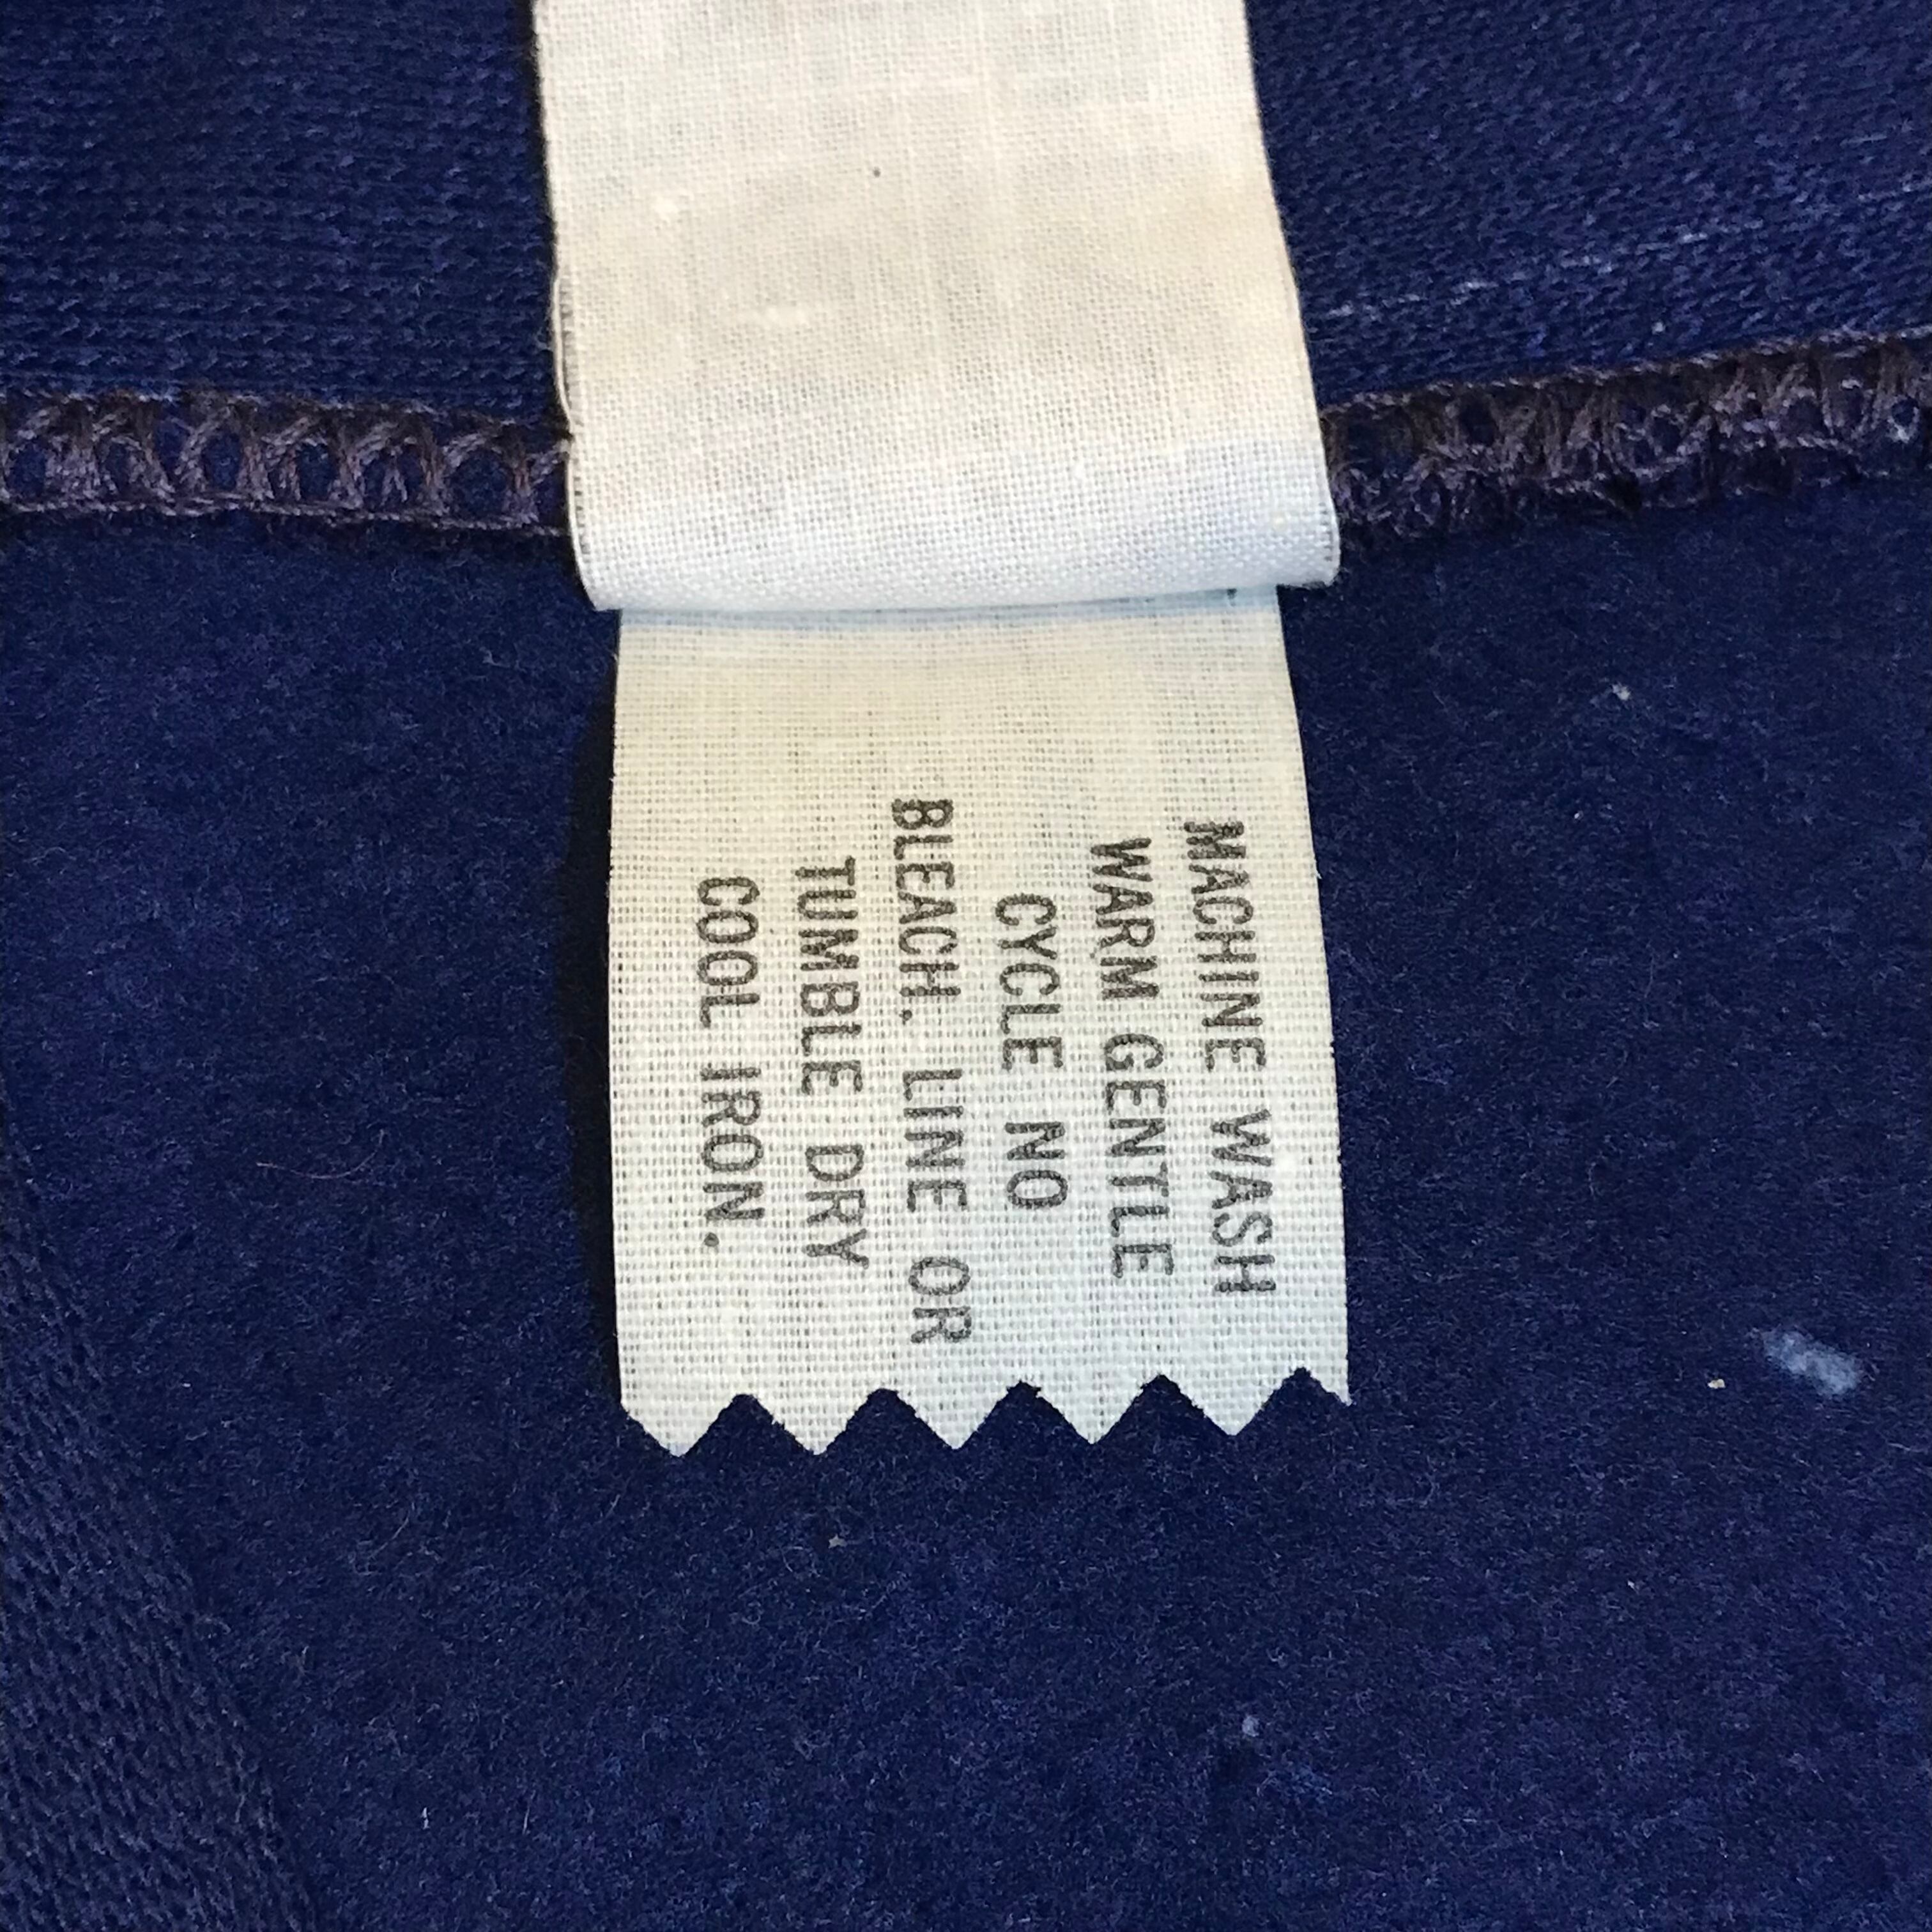 MACHINE WASH
WARM GENTLE
CYCLE NO
BLEACH. LINE OR
TUMBLE DRY
COOL IRON.